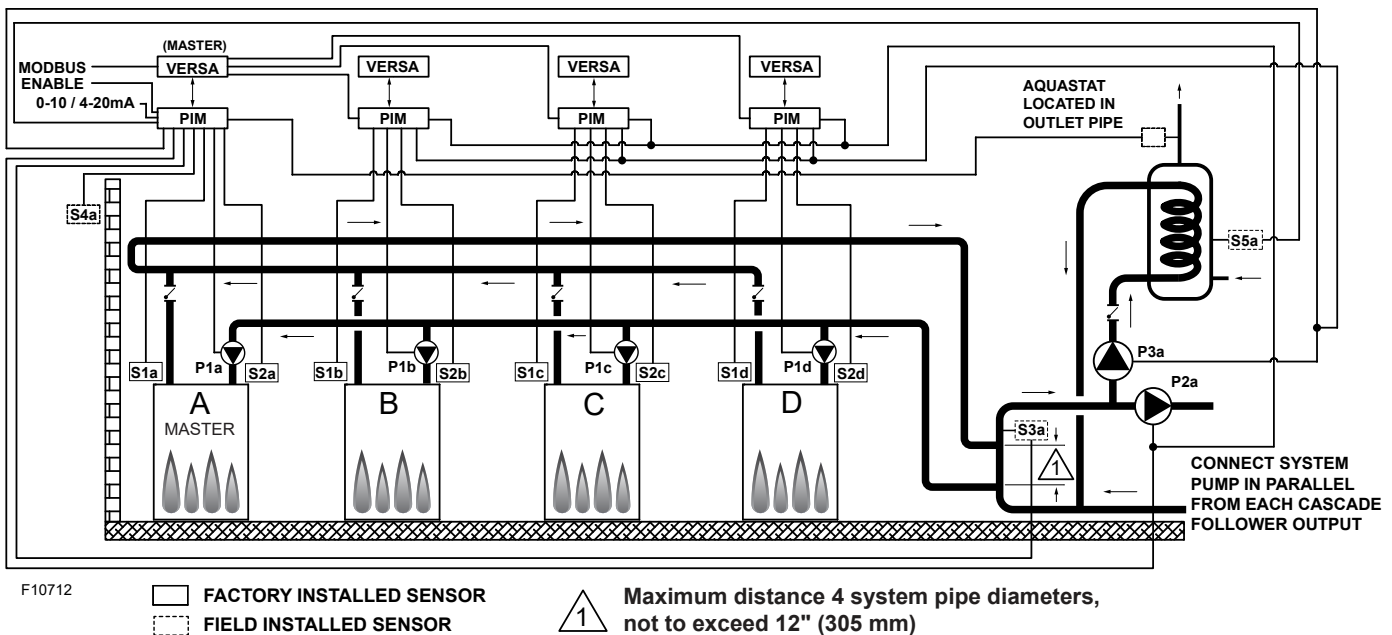 (MASTER)
VERSA
VERSA
VERSA
VERSA
MODBUS
ENABLE
0-10 / 4-20mA
PIM
PIM
PIM
PIM
AQUASTAT
LOCATED IN
OUTLET PIPE
S4a
S5a
S1a
P1a
S2a
S1b
P1b
S2b
S1c
P1c
S2c
S1d
P1d
S2d
P3a
P2a
A
MASTER
B
C
D
S3a
1
CONNECT SYSTEM
PUMP IN PARALLEL
FROM EACH CASCADE
FOLLOWER OUTPUT
F10712
FACTORY INSTALLED SENSOR
FIELD INSTALLED SENSOR
1
Maximum distance 4 system pipe diameters,
not to exceed 12" (305 mm)